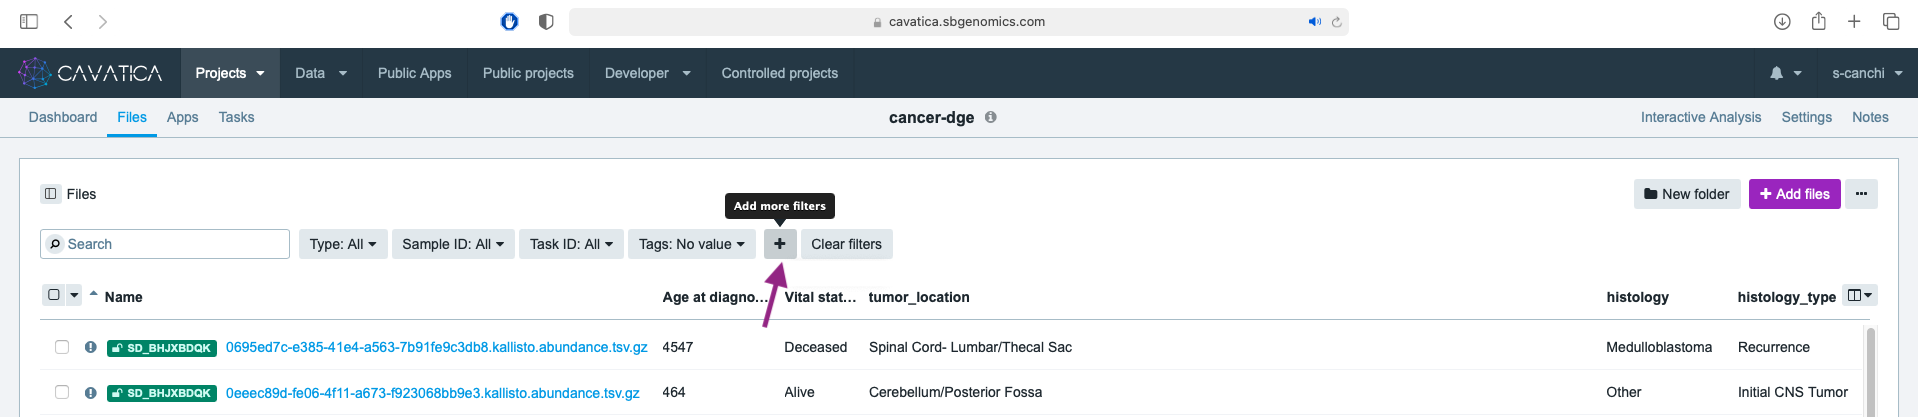 cavatica.sbgenomics.com
CAVATICA Projects Data Public Apps Public projects Developer Controlled projects s-canchi
Dashboard Files Apps Tasks cancer-dge Interactive Analysis Settings Notes
Files New folder + Add files ...
Add more filters
Search Type: All Sample ID: All Task ID: All Tags: No value + Clear filters
Name Age at diagno... Vital stat... tumor_location histology histology_type
SD_BHJXBDQK 0695ed7c-e385-41e4-a563-7b91fe9c3db8.kallisto.abundance.tsv.gz 4547 Deceased Spinal Cord- Lumbar/Thecal Sac Medulloblastoma Recurrence
SD_BHJXBDQK 0eeec89d-fe06-4f11-a673-f923068bb9e3.kallisto.abundance.tsv.gz 464 Alive Cerebellum/Posterior Fossa Other Initial CNS Tumor